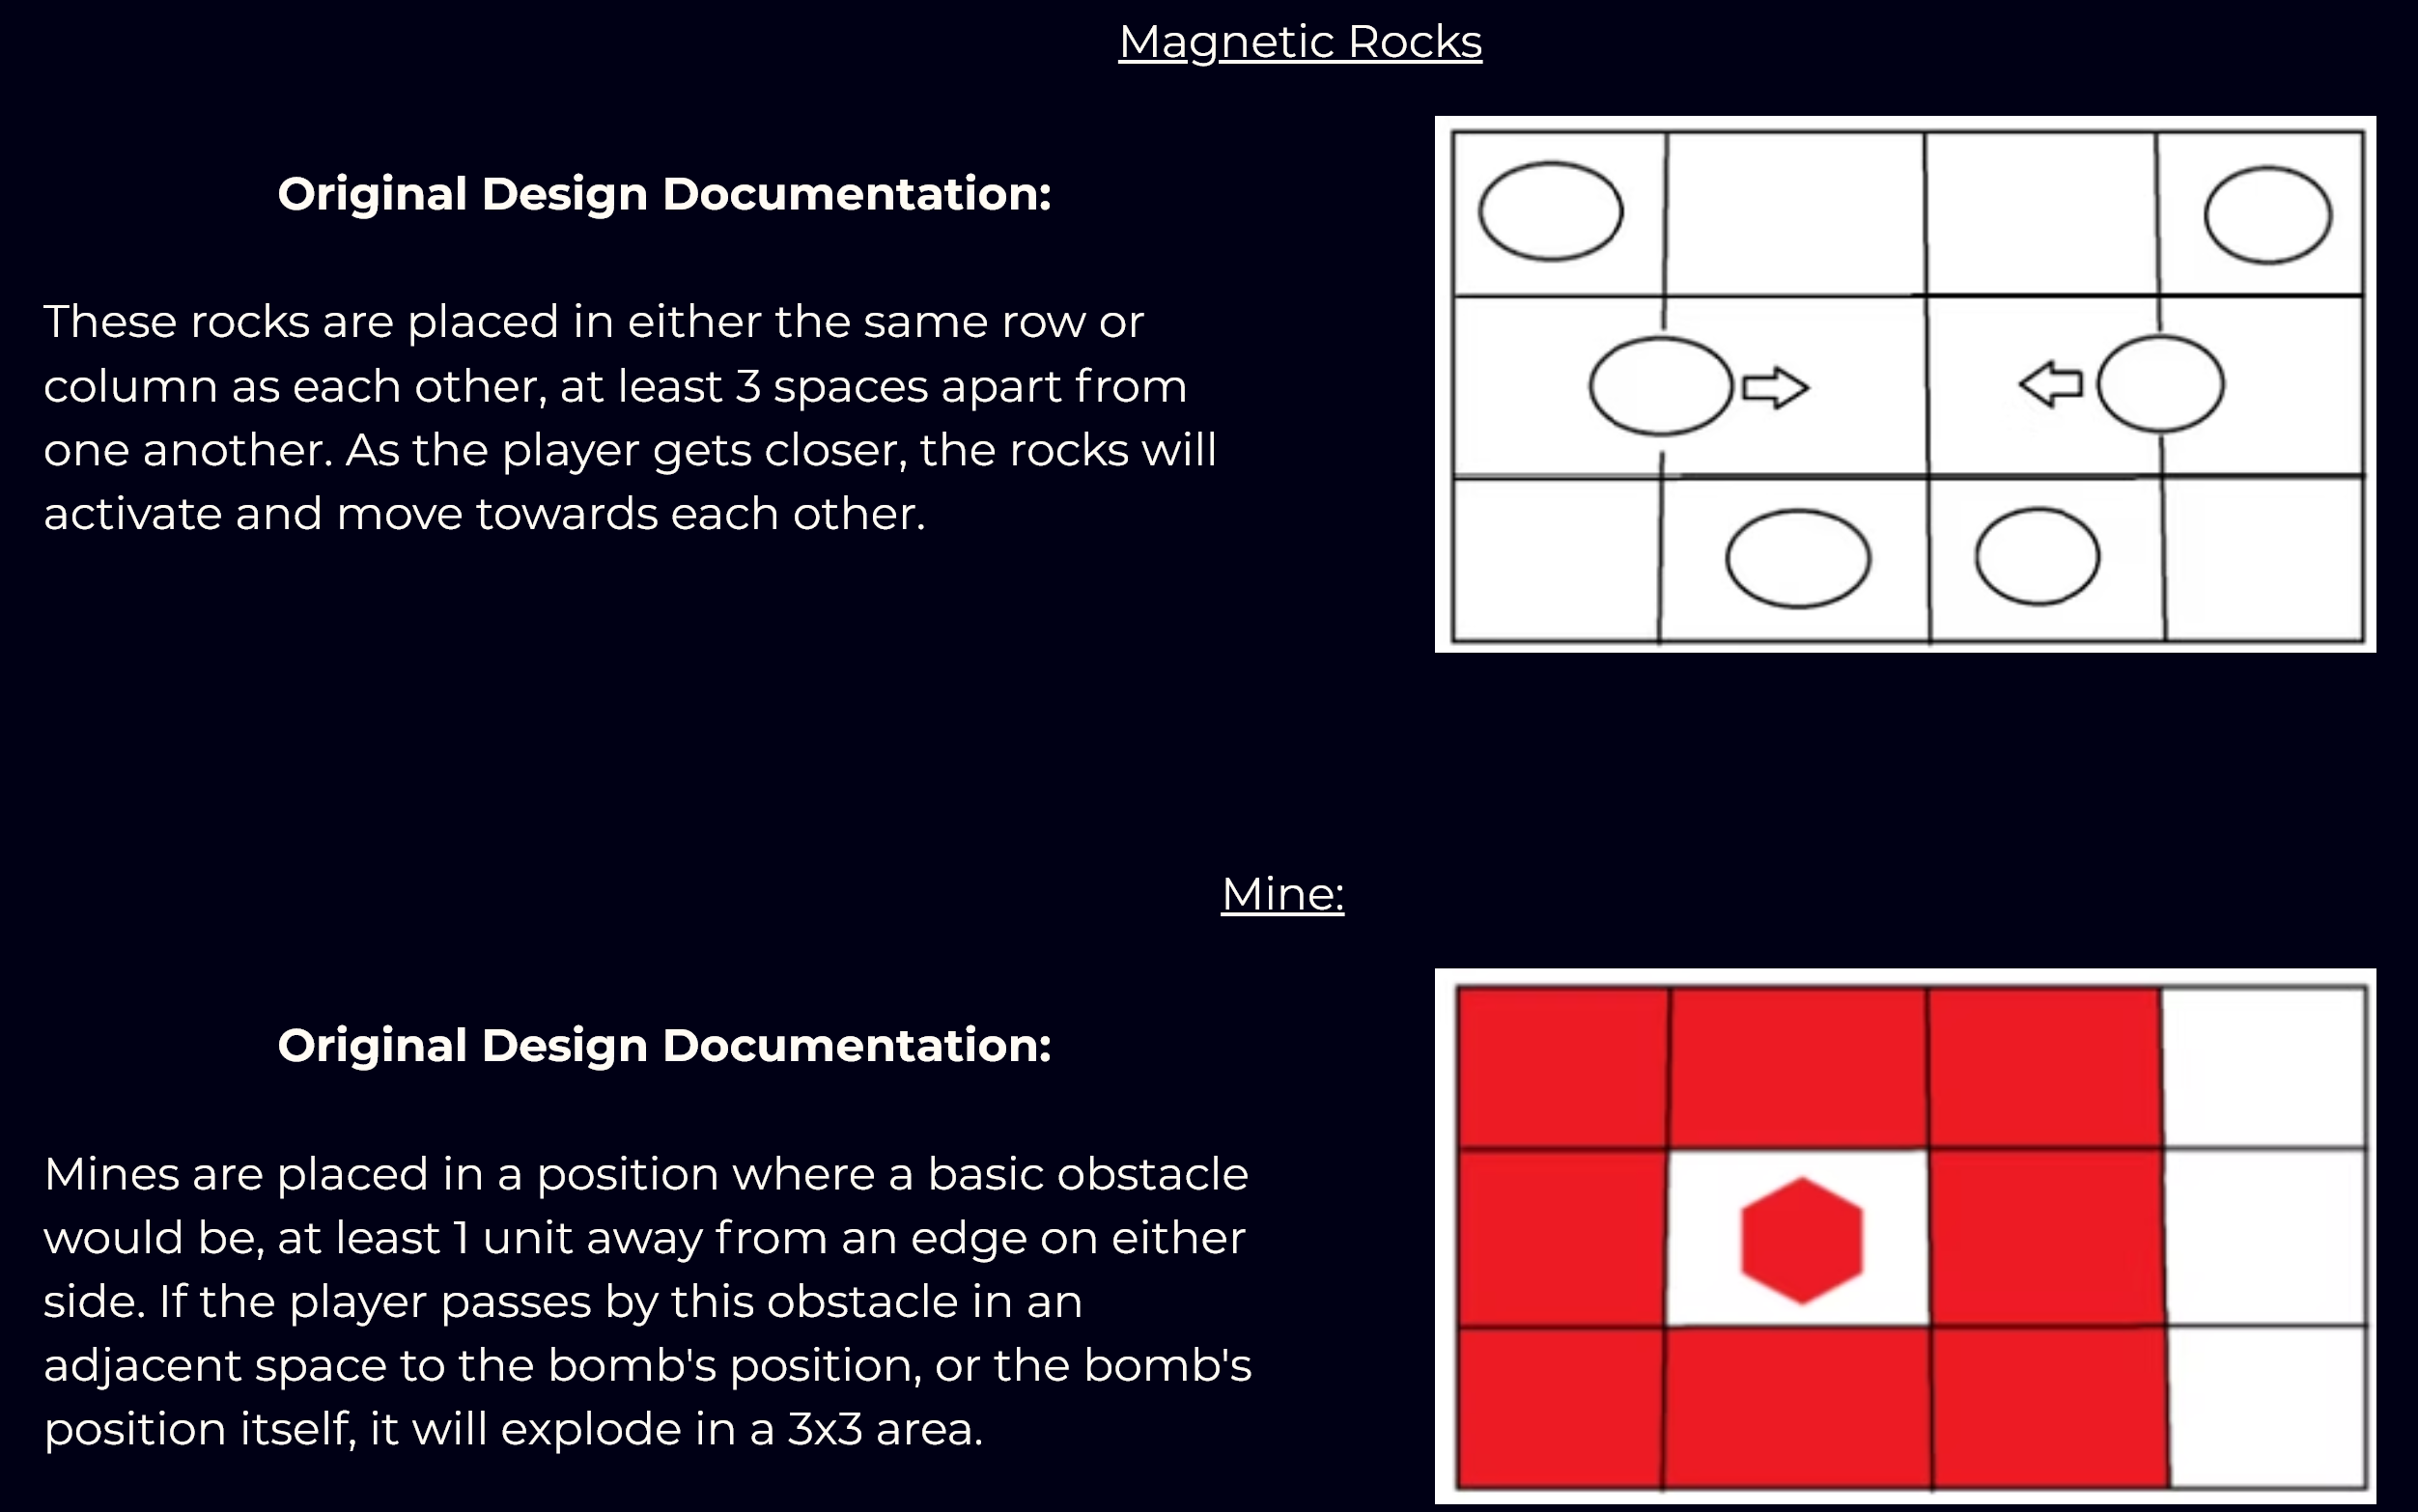 Magnetic Rocks
Original Design Documentation:
These rocks are placed in either the same row or
column as each other, at least 3 spaces apart from
one another. As the player gets closer, the rocks will
activate and move towards each other.
Mine:
Original Design Documentation:
Mines are placed in a position where a basic obstacle
would be, at least 1 unit away from an edge on either
side. If the player passes by this obstacle in an
adjacent space to the bomb's position, or the bomb's
position itself, it will explode in a 3x3 area.